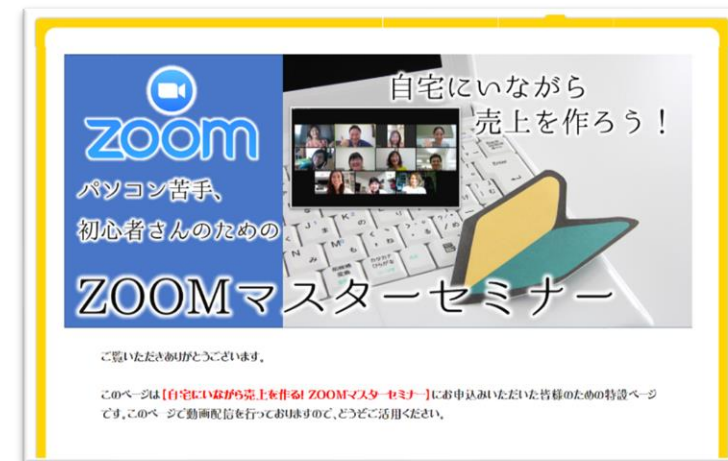 zoom
自宅にいながら
売上を作ろう！
パソコン苦手、
初心者さんのための
ZOOMマスターセミナー
ご覧いただきありがとうございます。
このページは【自宅にいながら売上を作る! ZOOMマスターセミナー】にお申込みいただいた皆様のための特設ページ
です。このページで動画配信を行っておりますので、どうぞご活用ください。